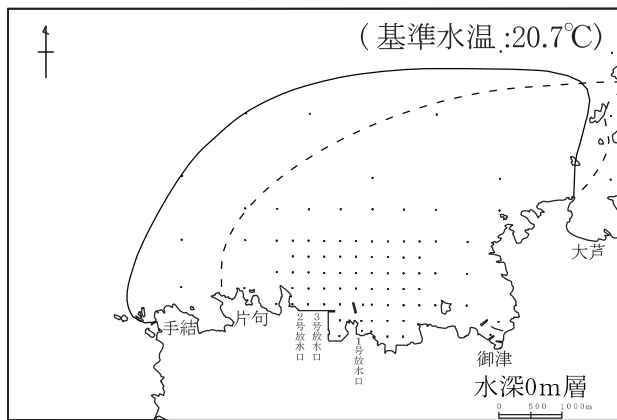 (基準水温:20.7℃)
大芦
手結
片句
2号放水口
3号放水口
1号放水口
御津
水深0m層
0 500 1000m